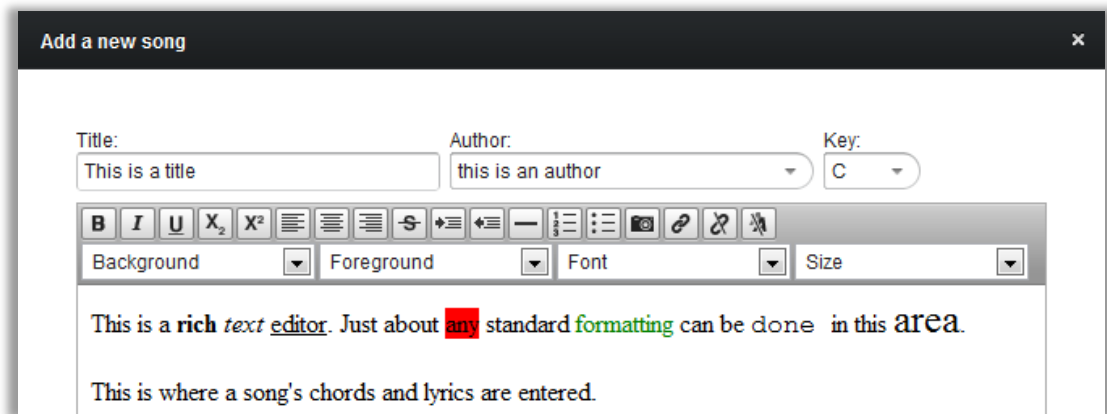 Add a new song ×
Title: Author: Key:
This is a title this is an author C
B I U X₂ X² S
Background Foreground Font Size
This is a rich text editor. Just about any standard formatting can be done in this area.
This is where a song's chords and lyrics are entered.